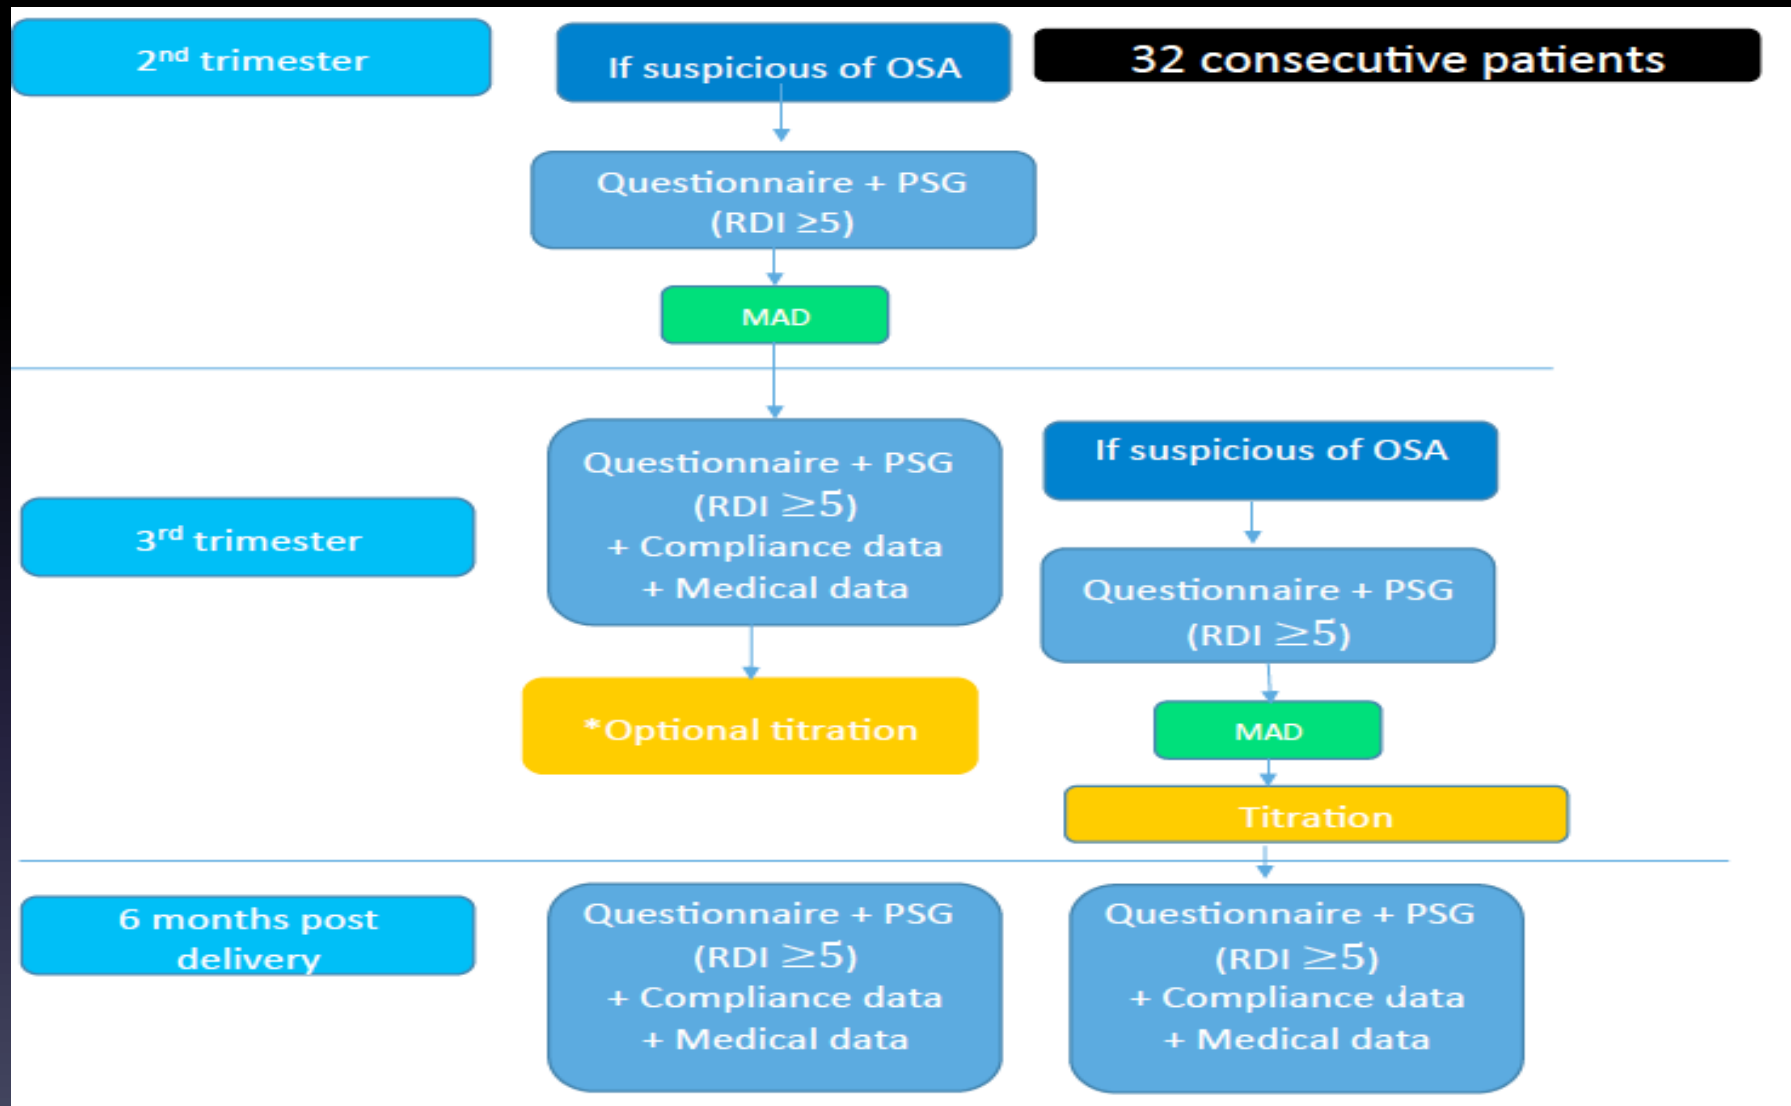 2nd trimester
If suspicious of OSA
32 consecutive patients
Questionnaire + PSG
(RDI ≥5)
MAD
3rd trimester
Questionnaire + PSG
(RDI ≥5)
+ Compliance data
+ Medical data
*Optional titration
If suspicious of OSA
Questionnaire + PSG
(RDI ≥5)
MAD
Titration
6 months post
delivery
Questionnaire + PSG
(RDI ≥5)
+ Compliance data
+ Medical data
Questionnaire + PSG
(RDI ≥5)
+ Compliance data
+ Medical data